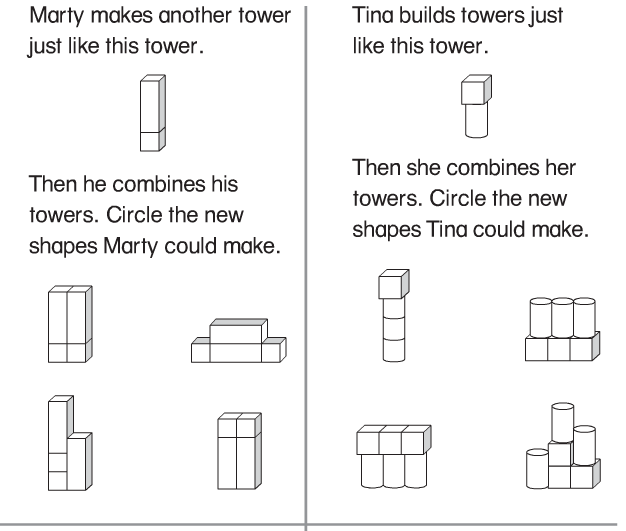 Marty makes another tower
just like this tower.
Then he combines his
towers. Circle the new
shapes Marty could make.
Tina builds towers just
like this tower.
Then she combines her
towers. Circle the new
shapes Tina could make.